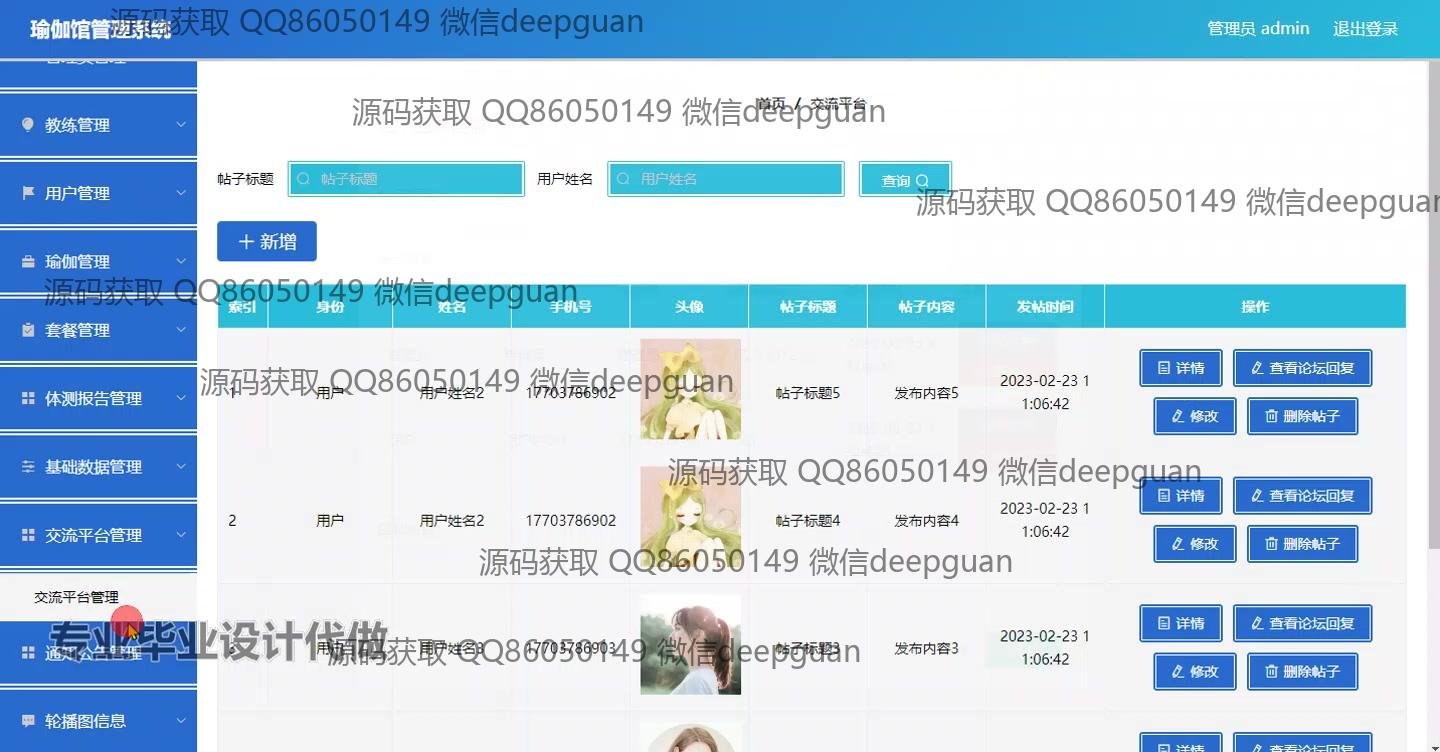 瑜伽馆管理系统
管理员 admin 退出登录
源码获取 QQ86050149 微信deepguan
管理员管理
教练管理
用户管理
瑜伽管理
套餐管理
体测报告管理
基础数据管理
交流平台管理
交流平台管理
通知公告管理
轮播图信息
首页 / 交流平台
源码获取 QQ86050149 微信deepguan
帖子标题 帖子标题 用户姓名 用户姓名 查询
源码获取 QQ86050149 微信deepguan
新增
源码获取 QQ86050149 微信deepguan
索引 身份 姓名 手机号 头像 帖子标题 帖子内容 发帖时间 操作
1 用户 用户姓名2 17703786902 帖子标题5 发布内容5 2023-02-23 1
1:06:42
详情 查看论坛回复
修改 删除帖子
源码获取 QQ86050149 微信deepguan
2 用户 用户姓名2 17703786902 帖子标题4 发布内容4 2023-02-23 1
1:06:42
详情 查看论坛回复
修改 删除帖子
源码获取 QQ86050149 微信deepguan
源码获取 QQ86050149 微信deepguan
3 用户 用户姓名3 17703786903 帖子标题3 发布内容3 2023-02-23 1
1:06:42
详情 查看论坛回复
修改 删除帖子
专业毕业设计代做
源码获取 QQ86050149 微信deepguan
详情 查看论坛回复